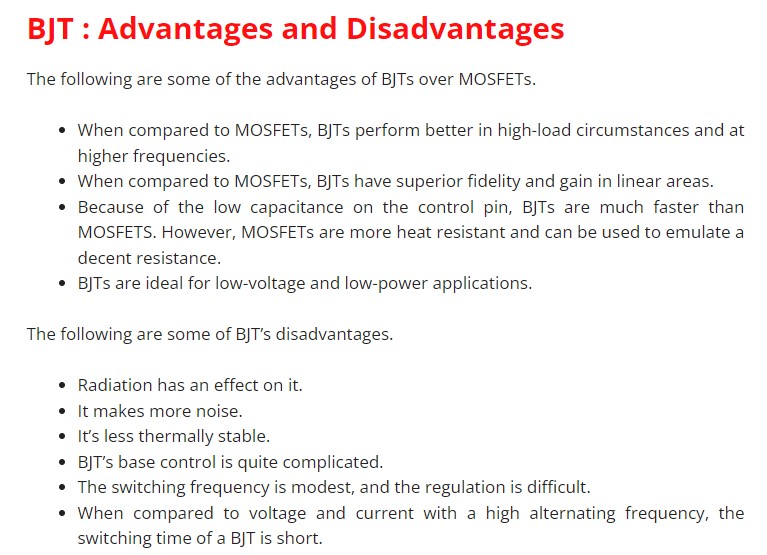 BJT : Advantages and Disadvantages
The following are some of the advantages of BJTs over MOSFETs.
• When compared to MOSFETs, BJTs perform better in high-load circumstances and at
higher frequencies.
• When compared to MOSFETs, BJTs have superior fidelity and gain in linear areas.
• Because of the low capacitance on the control pin, BJTs are much faster than
MOSFETS. However, MOSFETs are more heat resistant and can be used to emulate a
decent resistance.
• BJTs are ideal for low-voltage and low-power applications.
The following are some of BJT’s disadvantages.
• Radiation has an effect on it.
• It makes more noise.
• It’s less thermally stable.
• BJT’s base control is quite complicated.
• The switching frequency is modest, and the regulation is difficult.
• When compared to voltage and current with a high alternating frequency, the
switching time of a BJT is short.